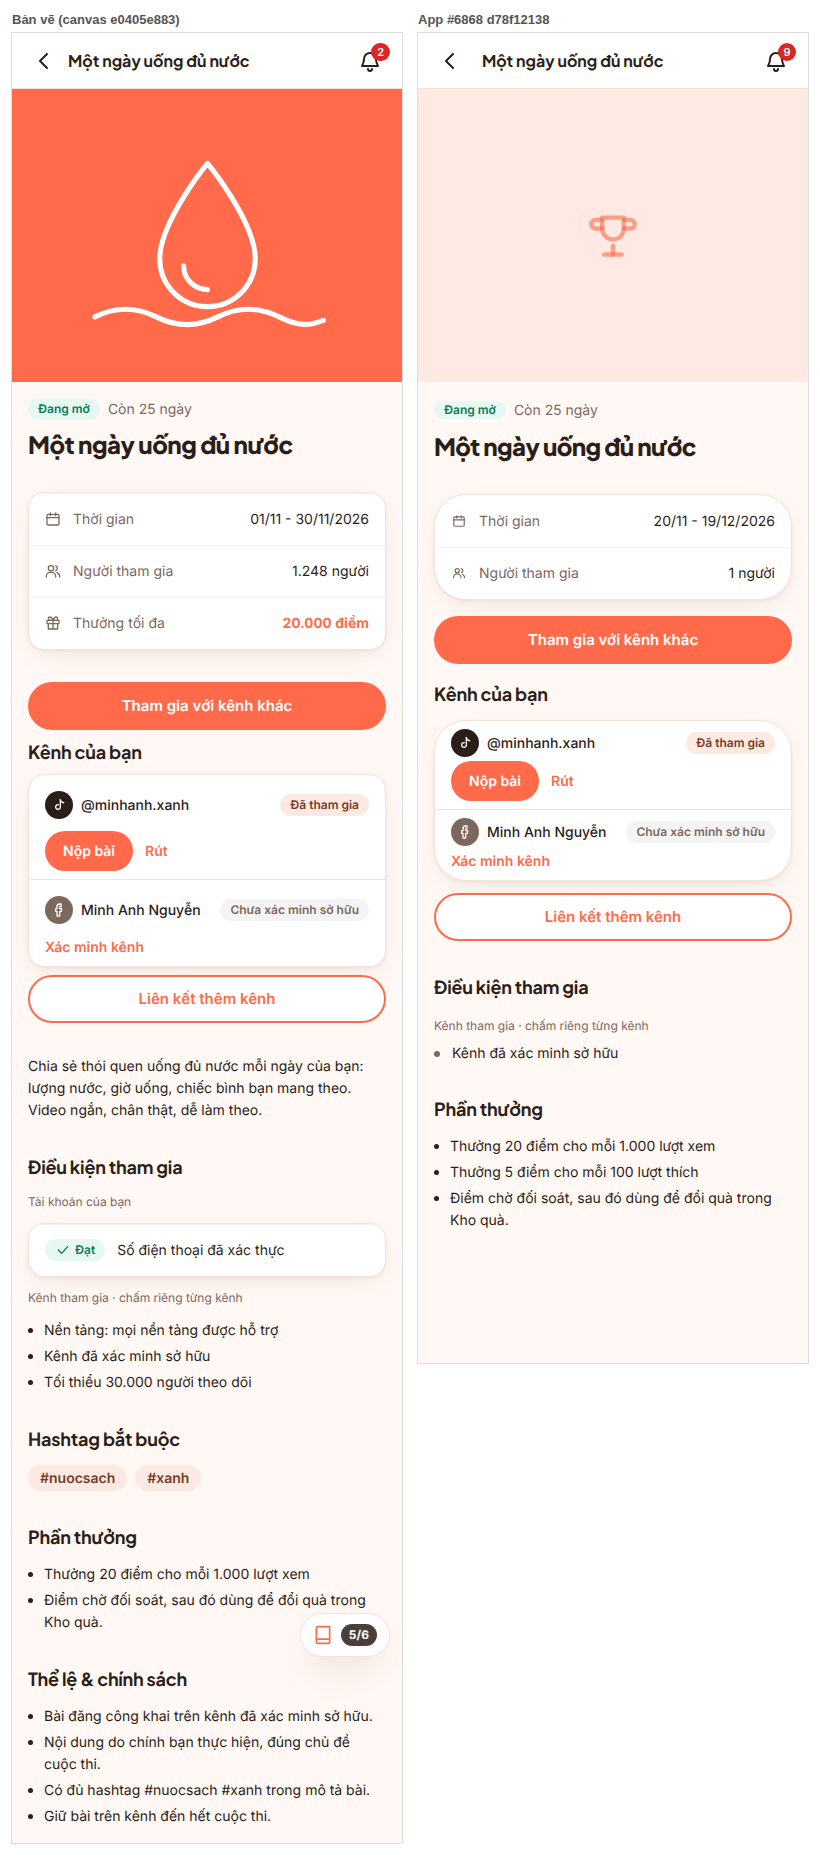 Bản vẽ (canvas e0405e883)
Một ngày uống đủ nước
2
Đang mở
Còn 25 ngày
Một ngày uống đủ nước
Thời gian
01/11 - 30/11/2026
Người tham gia
1.248 người
Thưởng tối đa
20.000 điểm
Tham gia với kênh khác
Kênh của bạn
@minhanh.xanh
Đã tham gia
Nộp bài
Rút
Minh Anh Nguyễn
Chưa xác minh sở hữu
Xác minh kênh
Liên kết thêm kênh
Chia sẻ thói quen uống đủ nước mỗi ngày của bạn:
lượng nước, giờ uống, chiếc bình bạn mang theo.
Video ngắn, chân thật, dễ làm theo.
Điều kiện tham gia
Tài khoản của bạn
Đạt
Số điện thoại đã xác thực
Kênh tham gia · chấm riêng từng kênh
Nền tảng: mọi nền tảng được hỗ trợ
Kênh đã xác minh sở hữu
Tối thiểu 30.000 người theo dõi
Hashtag bắt buộc
#nuocsach
#xanh
Phần thưởng
Thưởng 20 điểm cho mỗi 1.000 lượt xem
Điểm chờ đối soát, sau đó dùng để đổi quà trong
Kho quà.
5/6
Thể lệ & chính sách
Bài đăng công khai trên kênh đã xác minh sở hữu.
Nội dung do chính bạn thực hiện, đúng chủ đề
cuộc thi.
Có đủ hashtag #nuocsach #xanh trong mô tả bài.
Giữ bài trên kênh đến hết cuộc thi.
App #6868 d78f12138
Một ngày uống đủ nước
9
Đang mở
Còn 25 ngày
Một ngày uống đủ nước
Thời gian
20/11 - 19/12/2026
Người tham gia
1 người
Tham gia với kênh khác
Kênh của bạn
@minhanh.xanh
Đã tham gia
Nộp bài
Rút
Minh Anh Nguyễn
Chưa xác minh sở hữu
Xác minh kênh
Liên kết thêm kênh
Điều kiện tham gia
Kênh tham gia · chấm riêng từng kênh
Kênh đã xác minh sở hữu
Phần thưởng
Thưởng 20 điểm cho mỗi 1.000 lượt xem
Thưởng 5 điểm cho mỗi 100 lượt thích
Điểm chờ đối soát, sau đó dùng để đổi quà trong
Kho quà.